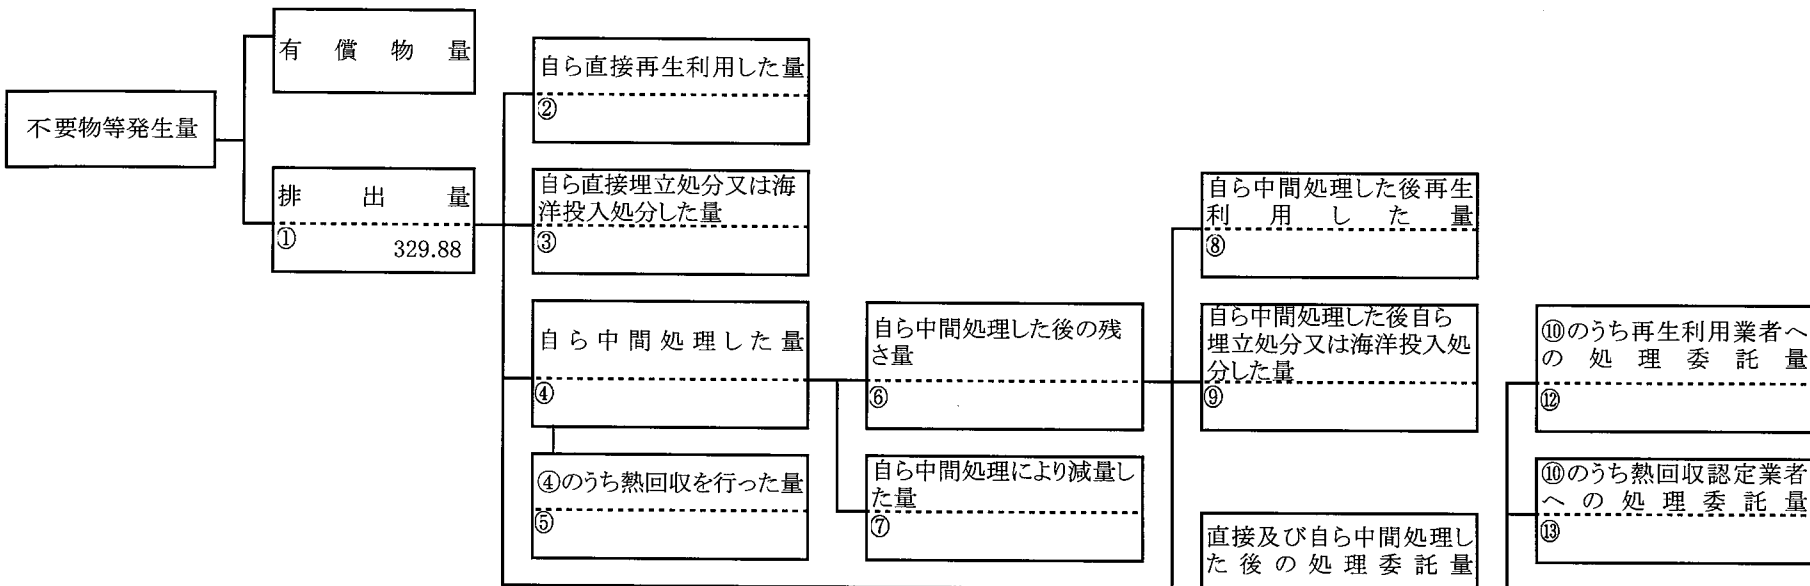 有償物量
不要物等発生量
排出量
①
329.88
自ら直接再生利用した量
②
自ら直接埋立処分又は海
洋投入処分した量
③
自ら中間処理した量
④
④のうち熱回収を行った量
⑤
自ら中間処理した後の残
さ量
⑥
自ら中間処理により減量し
た量
⑦
自ら中間処理した後再生
利用した量
⑧
自ら中間処理した後自ら
埋立処分又は海洋投入処
分した量
⑨
直接及び自ら中間処理し
た後の処理委託量
⑩のうち再生利用業者へ
の処理委託量
⑫
⑩のうち熱回収認定業者
への処理委託量
⑬